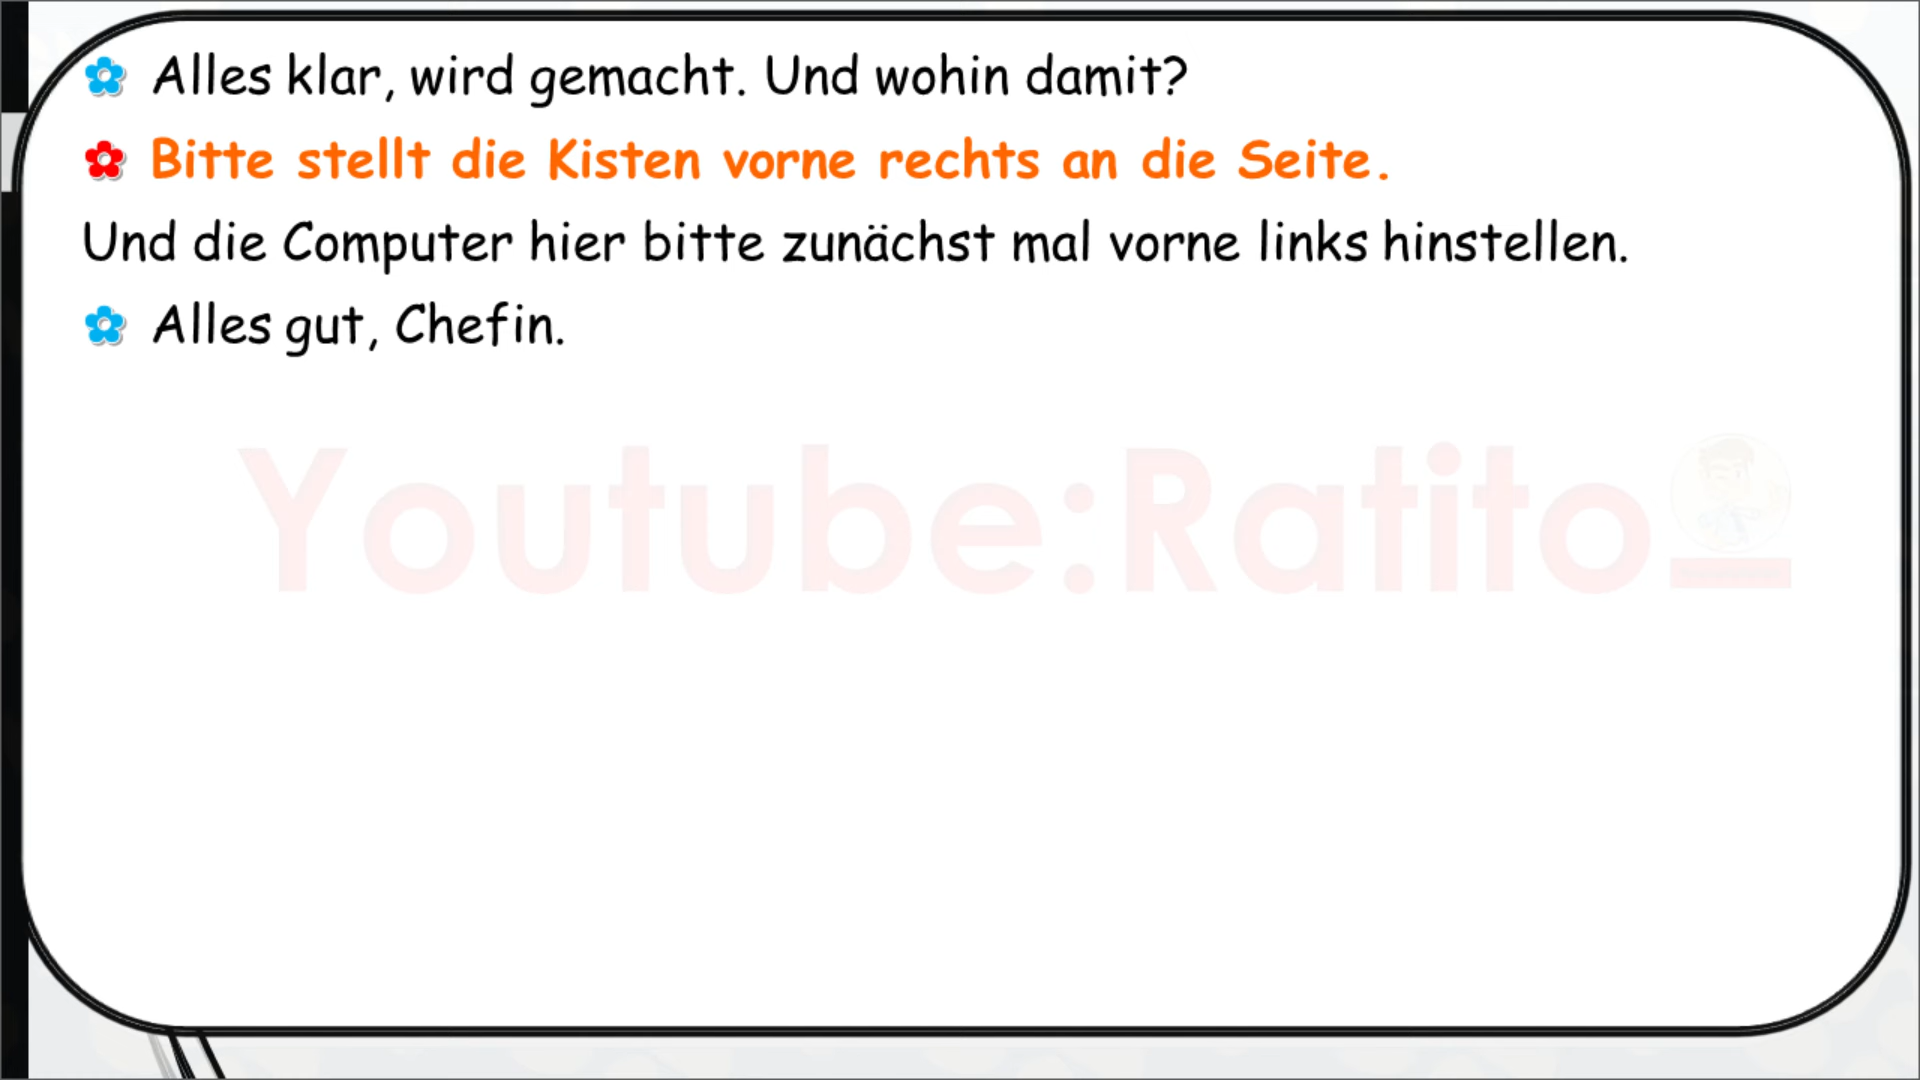 Alles klar, wird gemacht. Und wohin damit?
Bitte stellt die Kisten vorne rechts an die Seite.
Und die Computer hier bitte zunächst mal vorne links hinstellen.
Alles gut, Chefin.
Youtube:Ratito